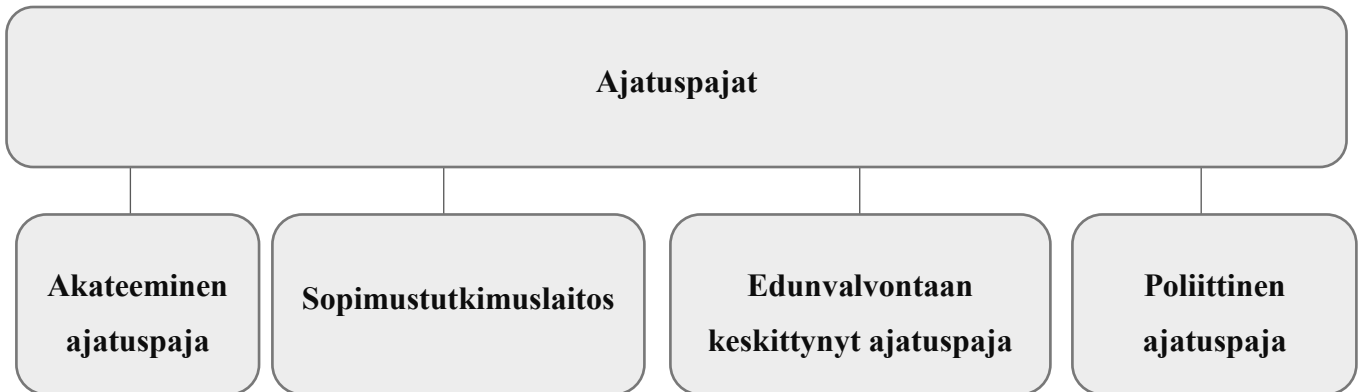 Ajatuspajat
Akateeminen
ajatuspaja
Sopimustutkimuslaitos
Edunvalvontaan
keskittynyt ajatuspaja
Poliittinen
ajatuspaja